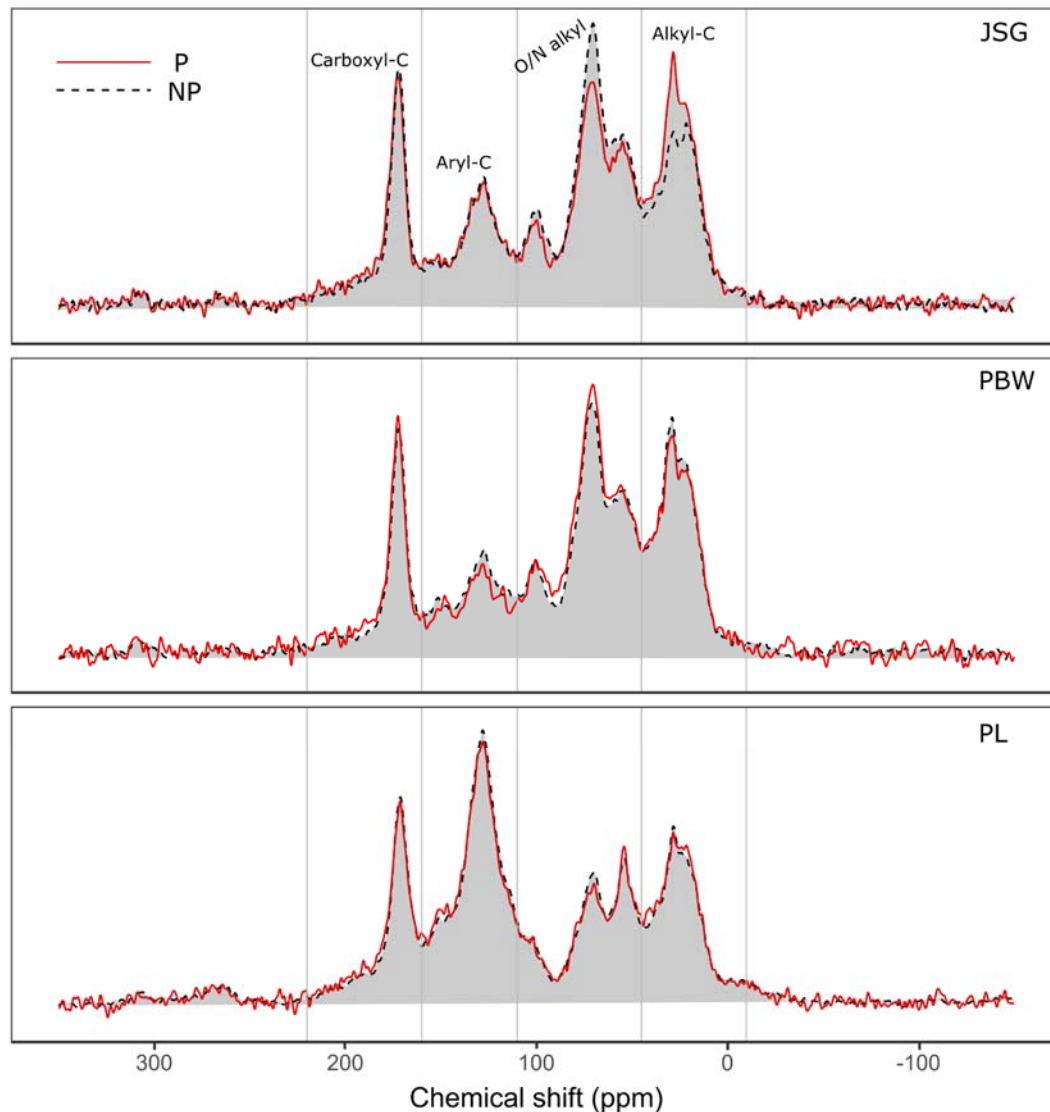 JSG
P
NP
Carboxyl-C
Aryl-C
O/N alkyl
Alkyl-C
PBW
PL
300 200 100 0 -100
Chemical shift (ppm)